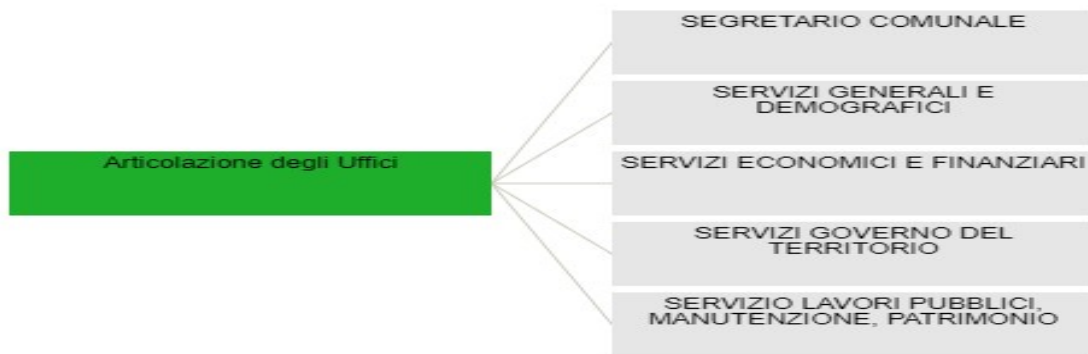 Articolazione degli Uffici
SEGRETARIO COMUNALE
SERVIZI GENERALI E
DEMOGRAFICI
SERVIZI ECONOMICI E FINANZIARI
SERVIZI GOVERNO DEL
TERRITORIO
SERVIZIO LAVORI PUBBLICI,
MANUTENZIONE, PATRIMONIO